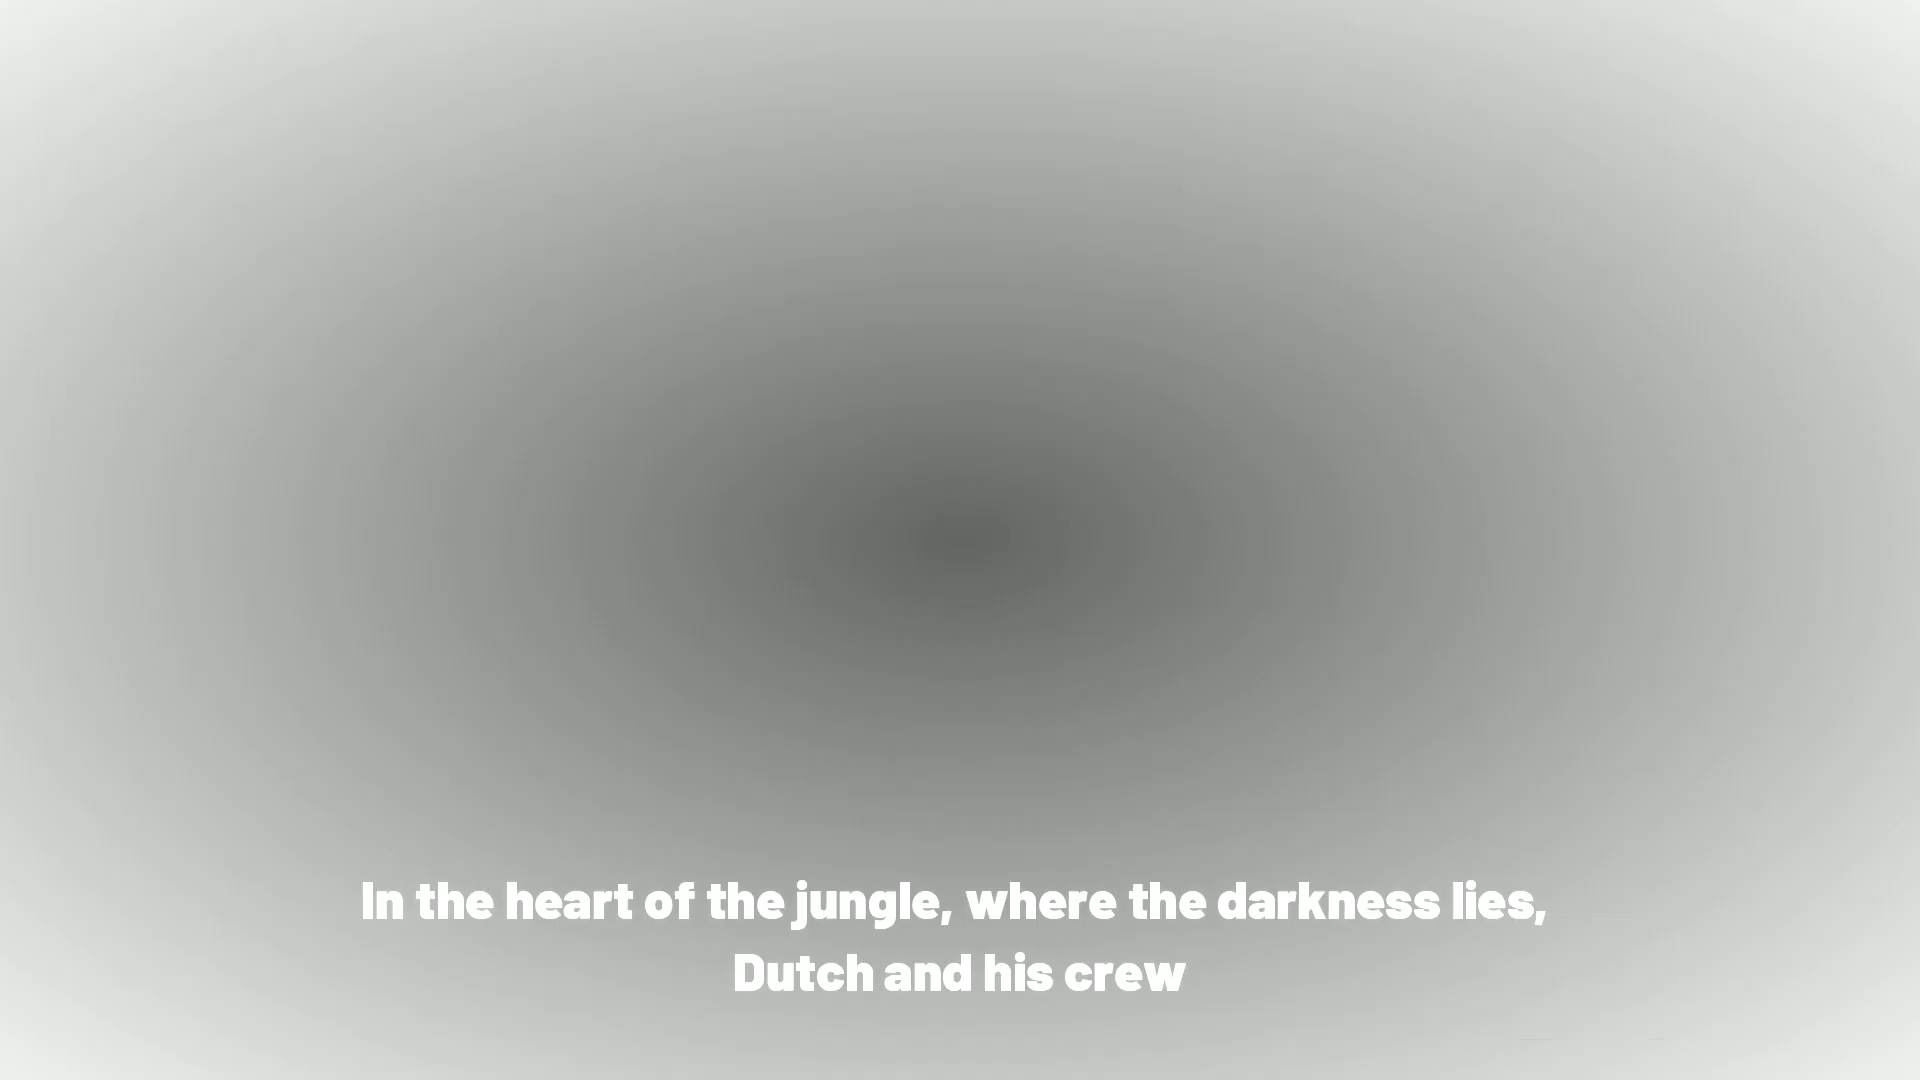 In the heart of the jungle, where the darkness lies,
Dutch and his crew